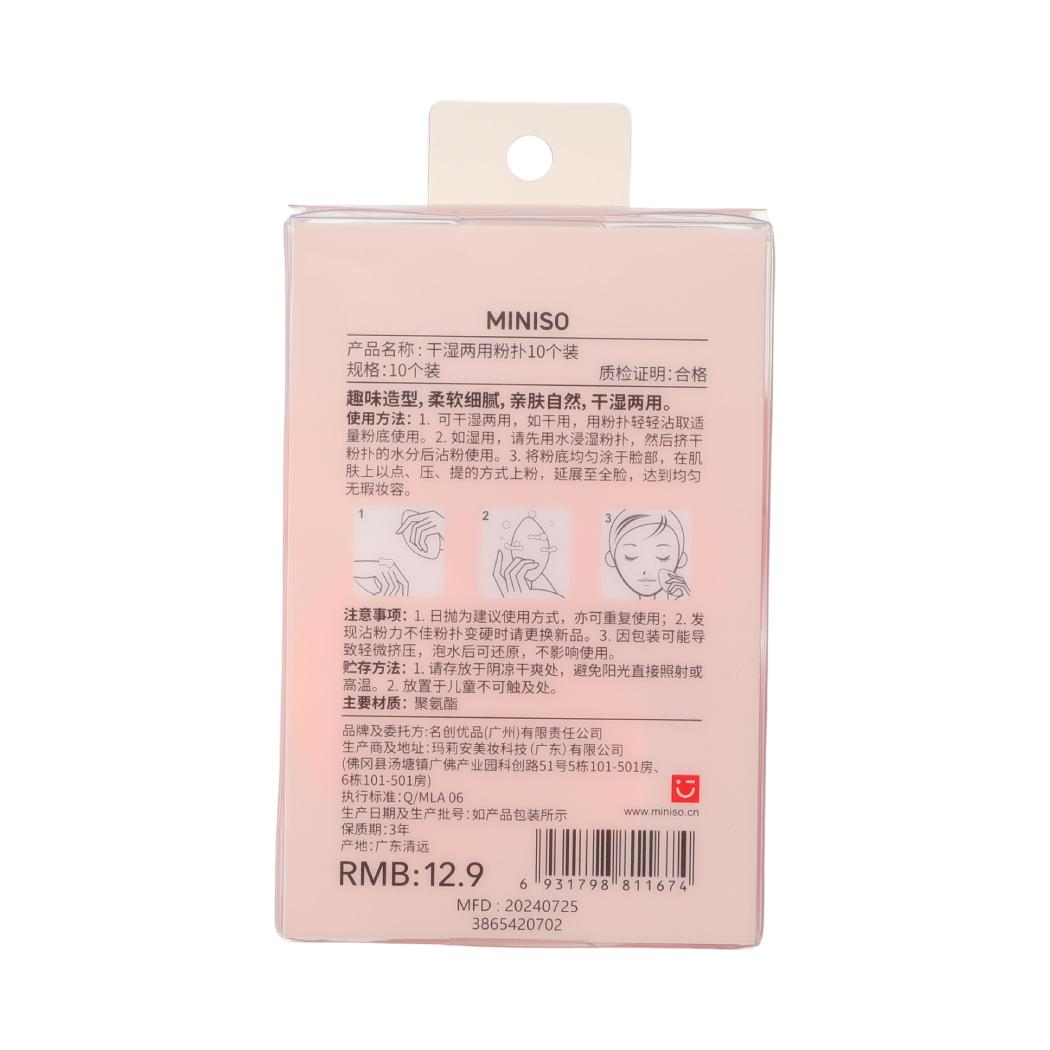 MINISO
产品名称：干湿两用粉扑10个装
规格：10个装 质检证明：合格
趣味造型，柔软细腻，亲肤自然，干湿两用。
使用方法：1. 可干湿两用，如干用，用粉扑轻轻沾取适
量粉底使用。2. 如湿用，请先用水浸湿粉扑，然后挤干
粉扑的水分后沾粉使用。3. 将粉底均匀涂于脸部，在肌
肤上以点、压、提的方式上粉，延展至全脸，达到均匀
无瑕妆容。
1 2 3
注意事项：1. 日抛为建议使用方式，亦可重复使用；2. 发
现沾粉力不佳粉扑变硬时请更换新品。3. 因包装可能导
致轻微挤压，泡水后可还原，不影响使用。
贮存方法：1. 请存放于阴凉干爽处，避免阳光直接照射或
高温。2. 放置于儿童不可触及处。
主要材质：聚氨酯
品牌及委托方：名创优品(广州)有限责任公司
生产商及地址：玛莉安美妆科技(广东)有限公司
(佛冈县汤塘镇广佛产业园科创路51号5栋101-501房、
6栋101-501房)
执行标准：Q/MLA 06
生产日期及生产批号：如产品包装所示
www.miniso.cn
保质期：3年
产地：广东清远
RMB:12.9
6 931798 811674
MFD : 20240725
3865420702